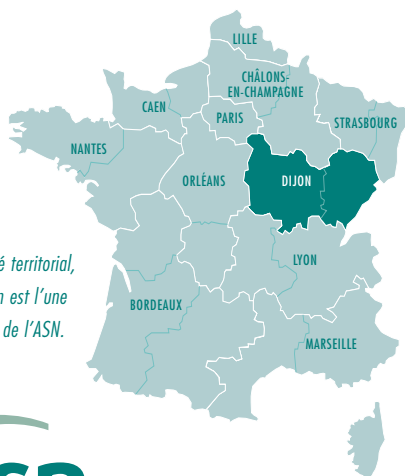 LILLE
CHÂLONS-
EN-CHAMPAGNE
CAEN
PARIS
STRASBOURG
NANTES
ORLÉANS
DIJON
é territorial,
n est l'une
de l'ASN.
LYON
BORDEAUX
MARSEILLE